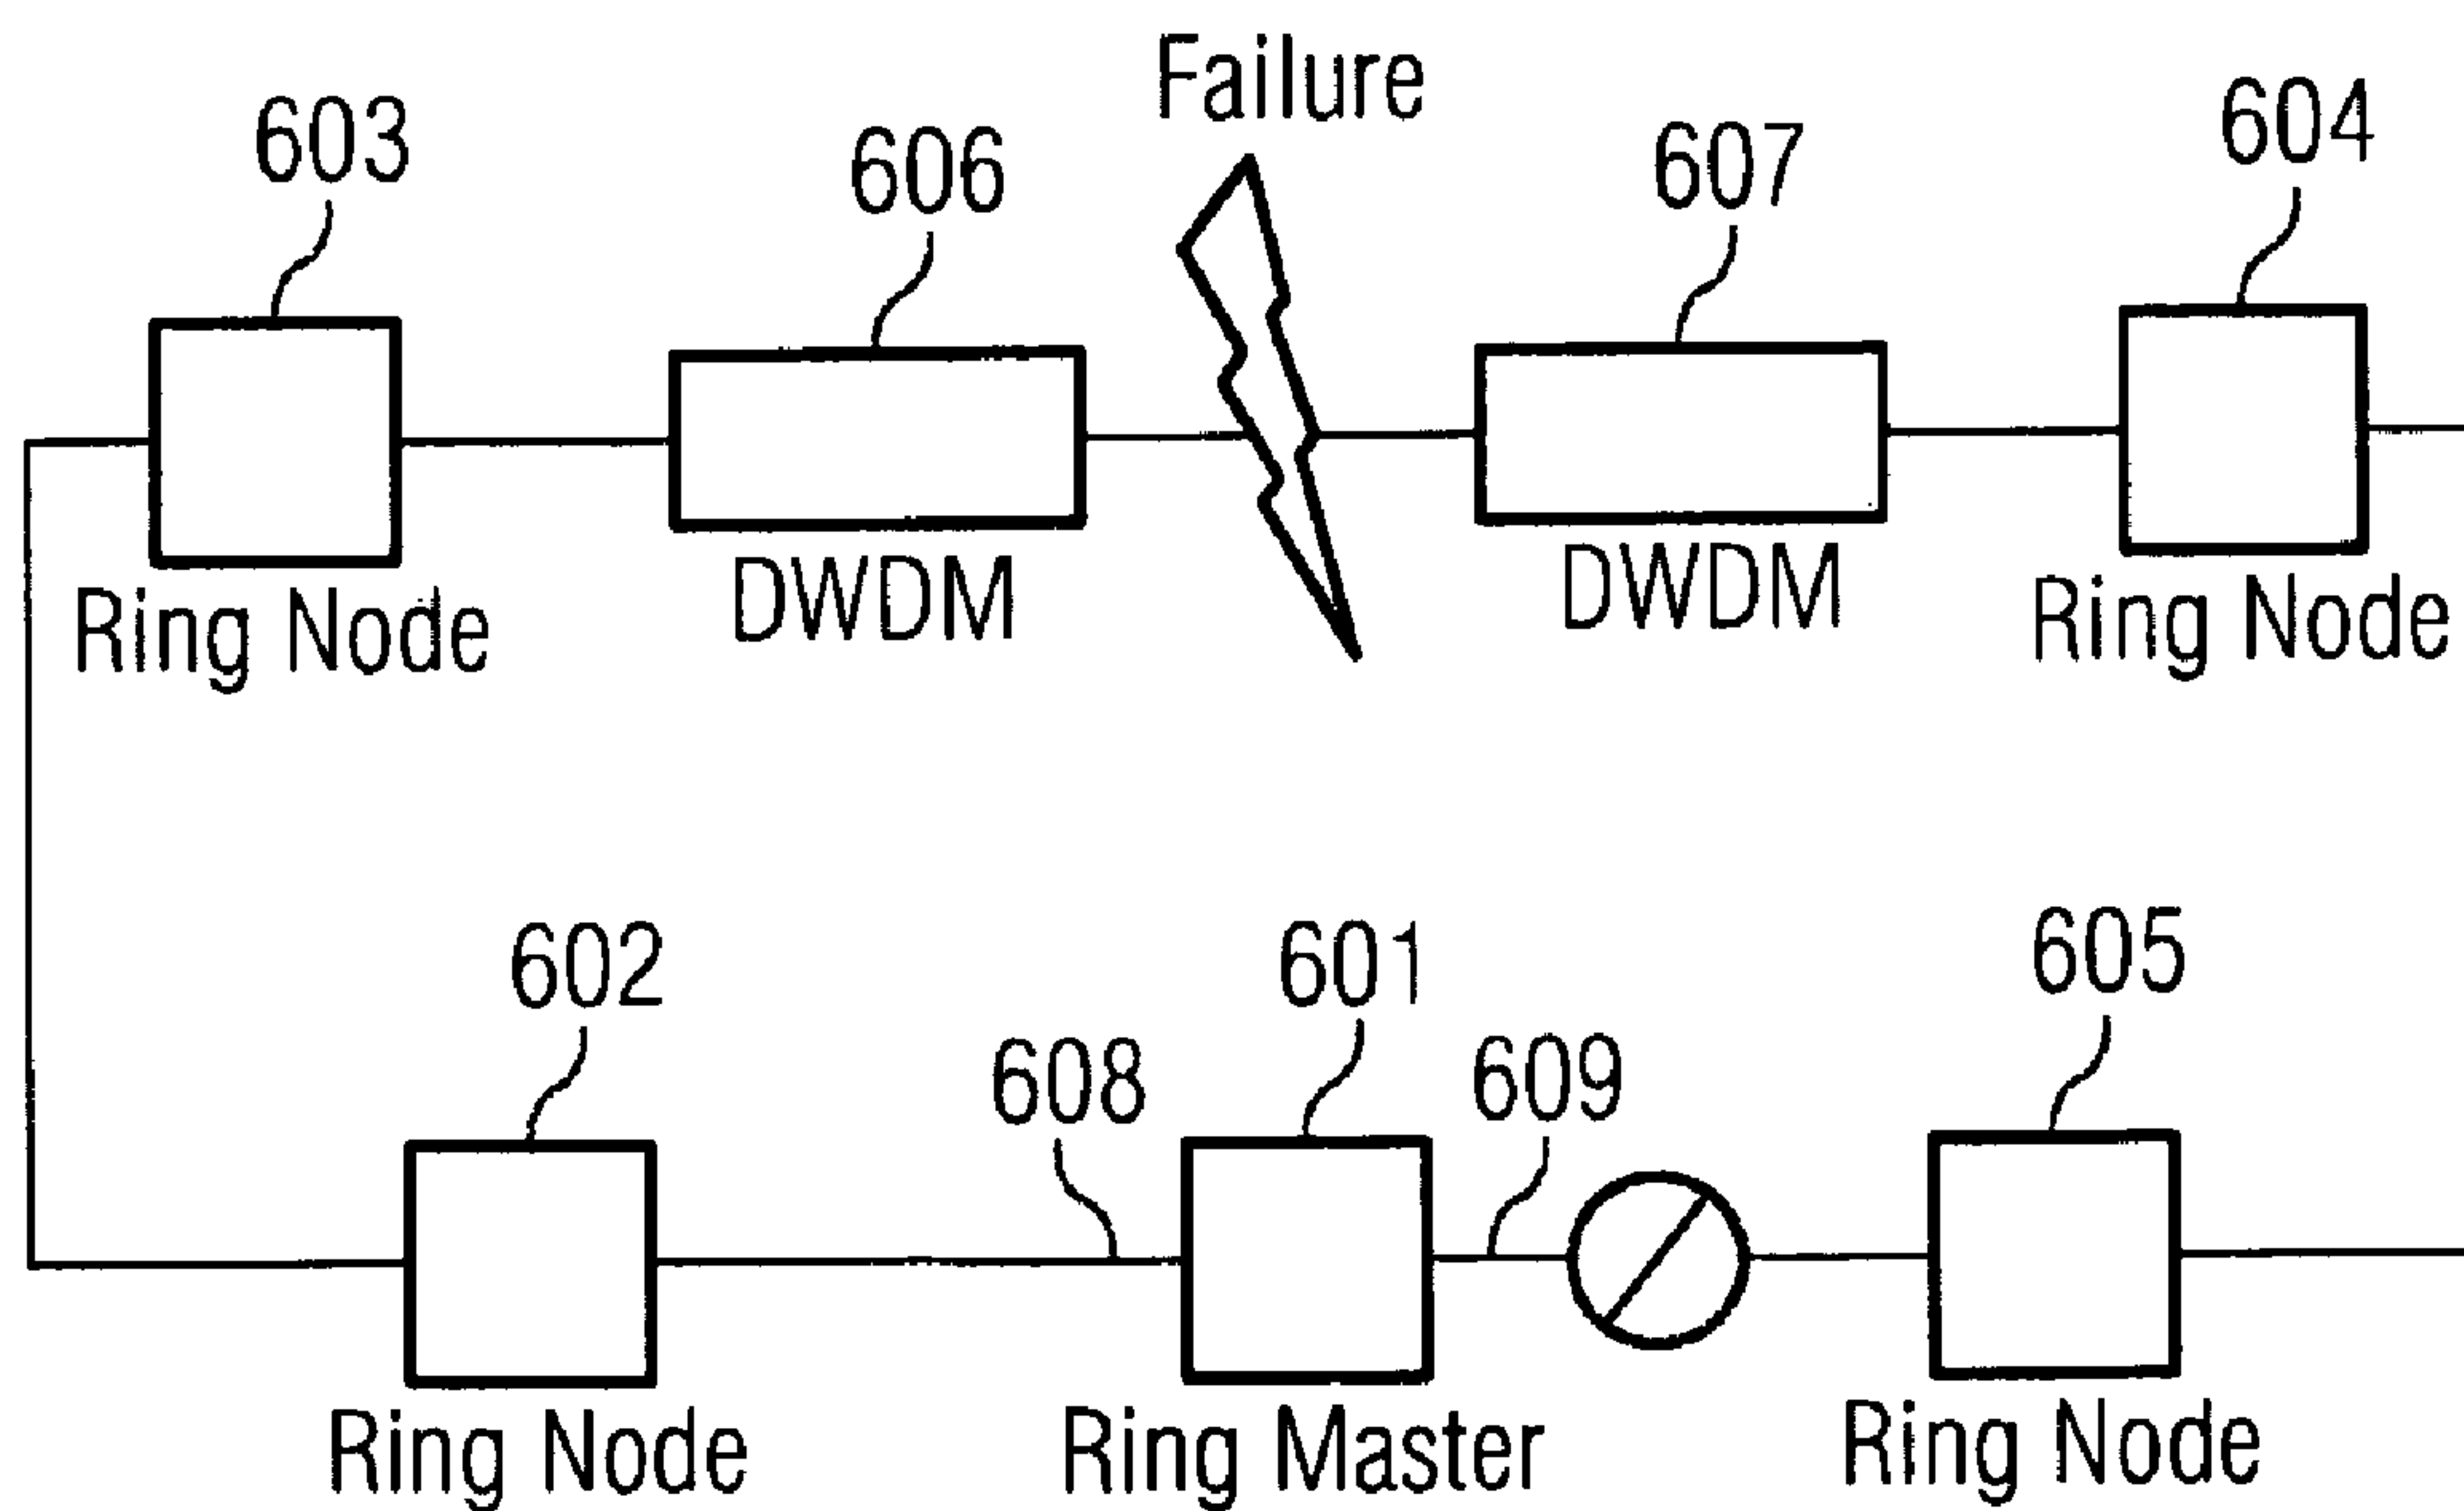 Failure
603
606
607
604
Ring Node
DWDM
DWDM
Ring Node
602
601
605
608
609
Ring Node
Ring Master
Ring Node